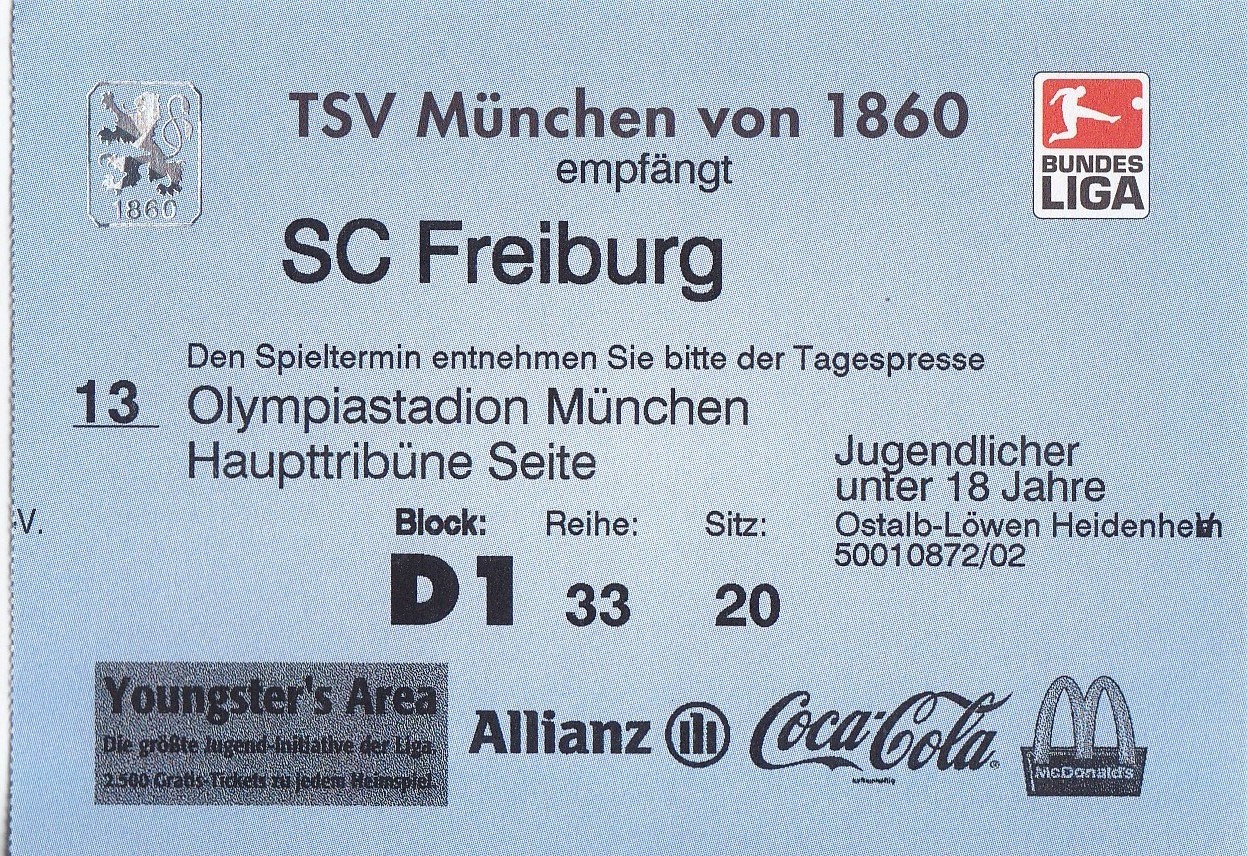 TSV München von 1860
empfängt
1860
BUNDES
LIGA
SC Freiburg
Den Spieltermin entnehmen Sie bitte der Tagespresse
13 Olympiastadion München
Haupttribüne Seite
Jugendlicher
unter 18 Jahre
V.
Block: Reihe: Sitz:
Ostalb-Löwen Heidenheim
50010872/02
D1 33 20
Youngster's Area
Die größte Jugend-Initiative der Liga.
2.500 Gratis-Tickets zu jedem Heimspiel.
Allianz
Coca-Cola
McDonald's